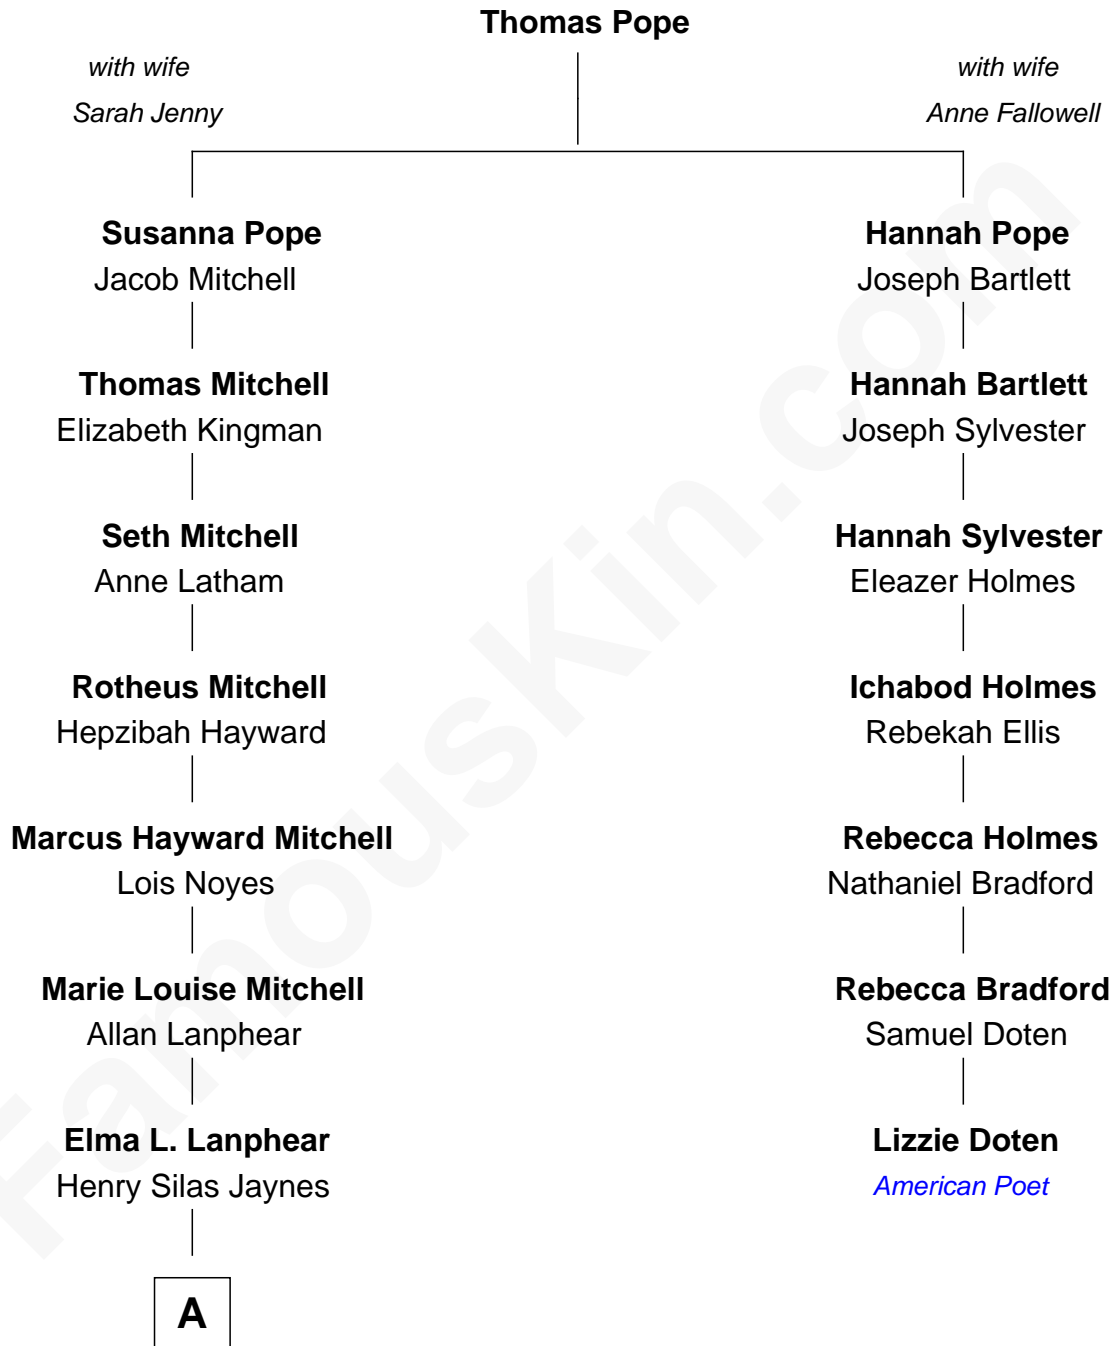 Thomas Pope
with wife
Sarah Jenny
with wife
Anne Fallowell
Susanna Pope
Jacob Mitchell
Hannah Pope
Joseph Bartlett
Thomas Mitchell
Elizabeth Kingman
Hannah Bartlett
Joseph Sylvester
Seth Mitchell
Anne Latham
Hannah Sylvester
Eleazer Holmes
Rotheus Mitchell
Hepzibah Hayward
Ichabod Holmes
Rebekah Ellis
Marcus Hayward Mitchell
Lois Noyes
Rebecca Holmes
Nathaniel Bradford
Marie Louise Mitchell
Allan Lanphear
Rebecca Bradford
Samuel Doten
Elma L. Lanphear
Henry Silas Jaynes
Lizzie Doten
American Poet
A
FamousKin.com